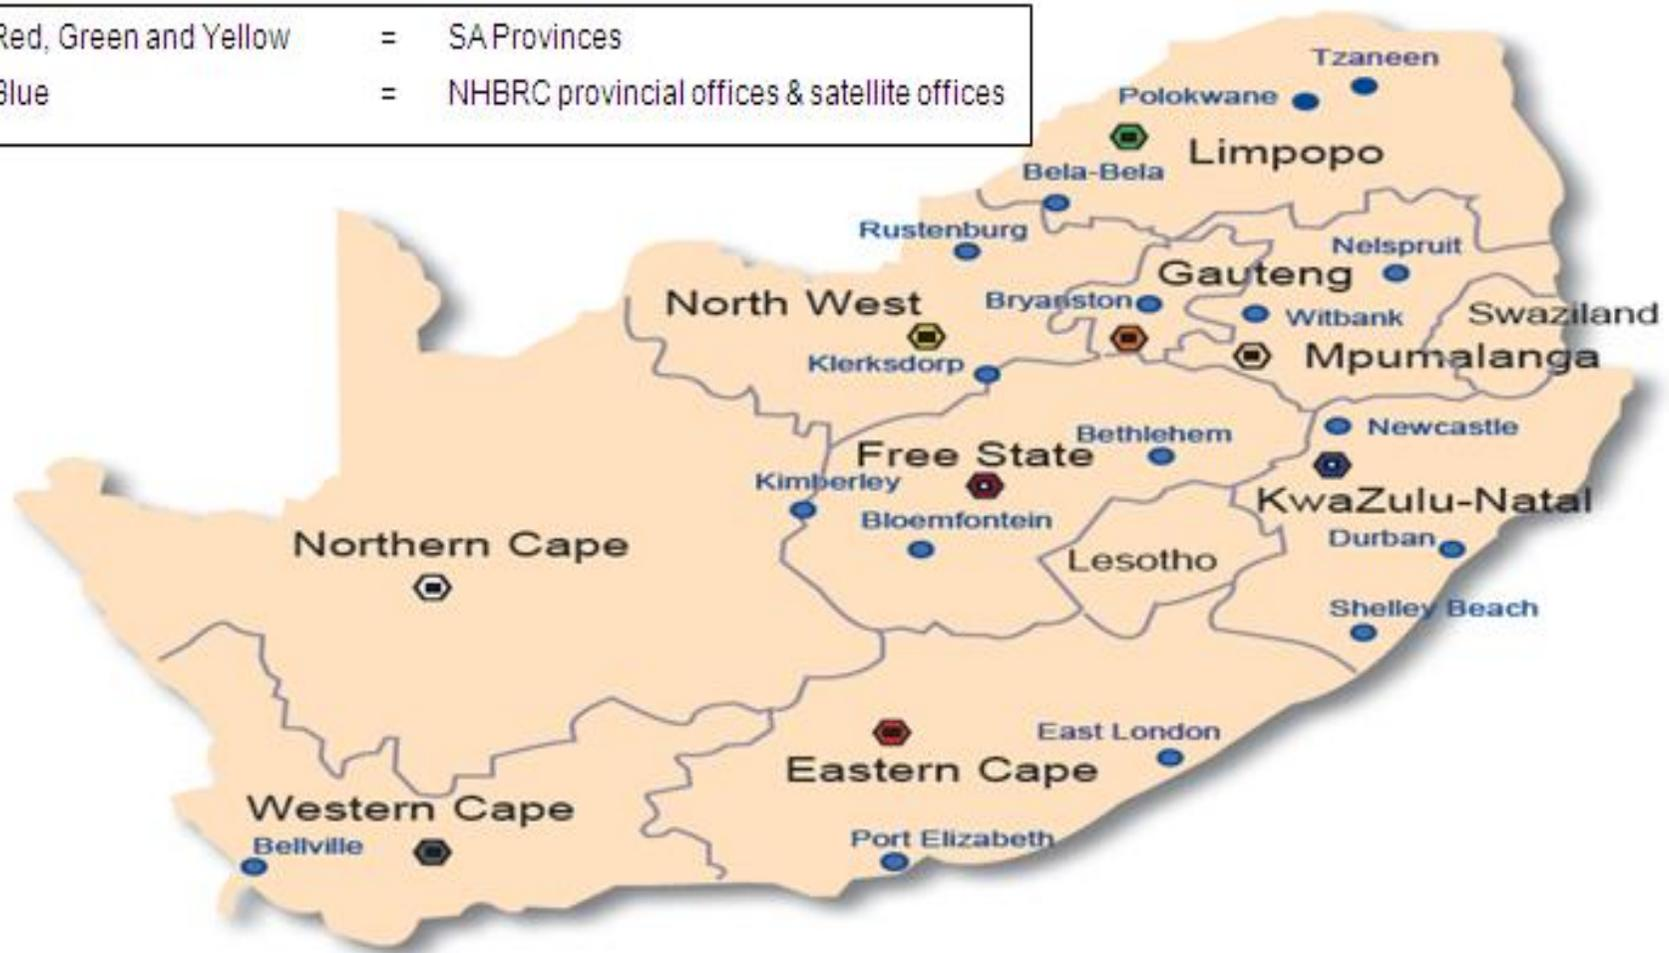 Red, Green and Yellow = SA Provinces
Blue = NHBRC provincial offices & satellite offices
Tzaneen
Polokwane
Limpopo
Bela-Bela
Rustenburg
Nelspruit
Gauteng
North West
Bryanston
Witbank
Swaziland
Mpumalanga
Klerksdorp
Newcastle
Bethlehem
Free State
Kimberley
KwaZulu-Natal
Bloemfontein
Durban
Northern Cape
Lesotho
Shelley Beach
East London
Eastern Cape
Western Cape
Port Elizabeth
Bellville